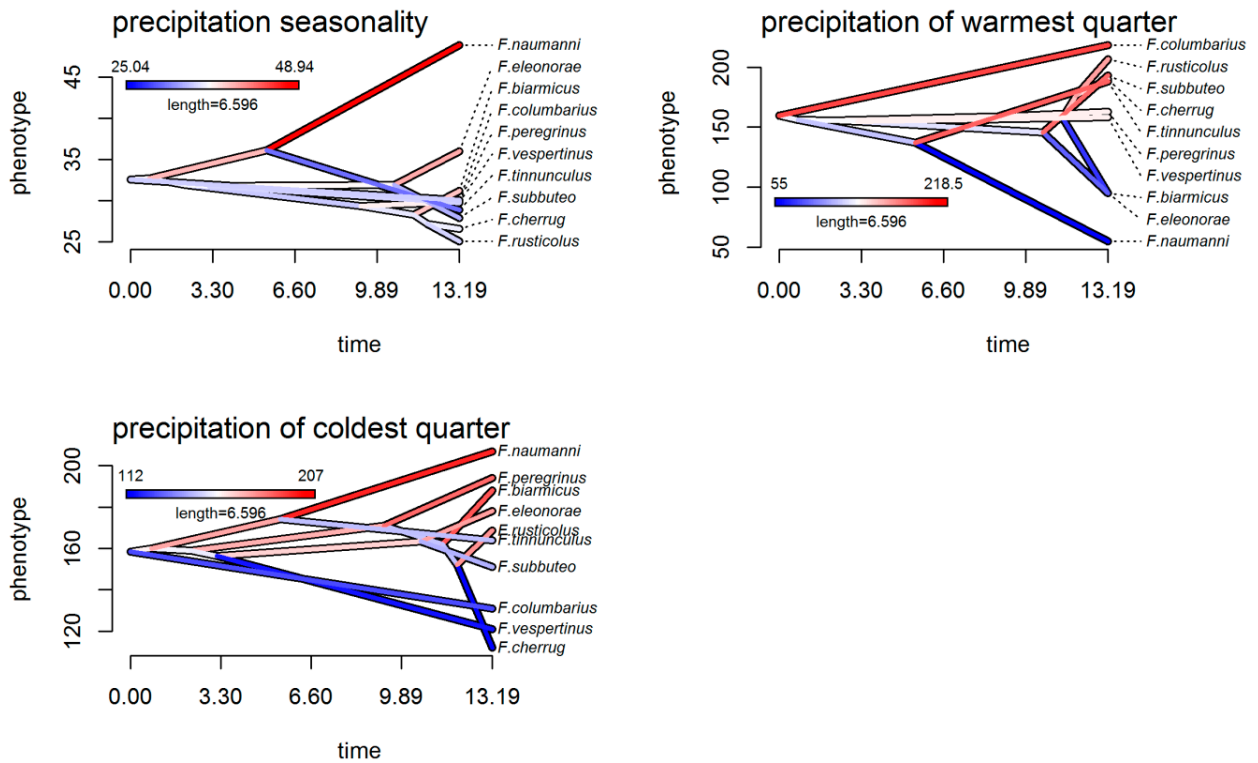 precipitation seasonality
25.04 48.94
length=6.596
phenotype
45
35
25
0.00 3.30 6.60 9.89 13.19
time
F.naumanni
F.eleonorae
F.biarmicus
F.columbarius
F.peregrinus
F.vespertinus
F.tinnunculus
F.subbuteo
F.cherrug
F.rusticolus
precipitation of warmest quarter
phenotype
200
150
100
50
55 218.5
length=6.596
0.00 3.30 6.60 9.89 13.19
time
F.columbarius
F.rusticolus
F.subbuteo
F.cherrug
F.tinnunculus
F.peregrinus
F.vespertinus
F.biarmicus
F.eleonorae
F.naumanni
precipitation of coldest quarter
112 207
length=6.596
phenotype
200
160
120
0.00 3.30 6.60 9.89 13.19
time
F.naumanni
F.peregrinus
F.biarmicus
F.eleonorae
F.rusticolus
F.tinnunculus
F.subbuteo
F.columbarius
F.vespertinus
F.cherrug